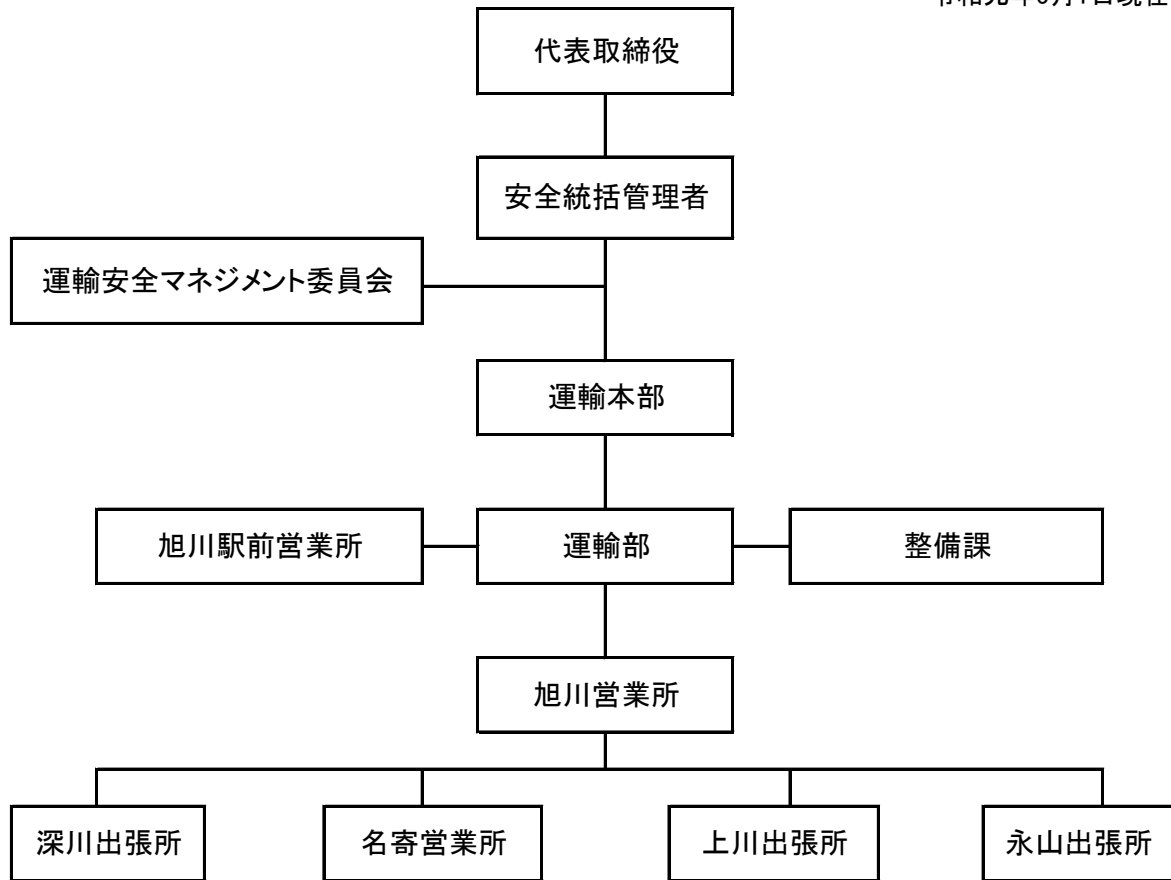 代表取締役
安全統括管理者
運輸安全マネジメント委員会
運輸本部
旭川駅前営業所
運輸部
整備課
旭川営業所
深川出張所
名寄営業所
上川出張所
永山出張所